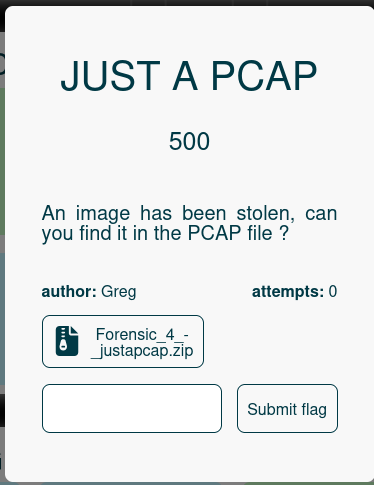 JUST A PCAP
500
An image has been stolen, can
you find it in the PCAP file ?
author: Greg attempts: 0
Forensic_4_-
_justapcap.zip
Submit flag